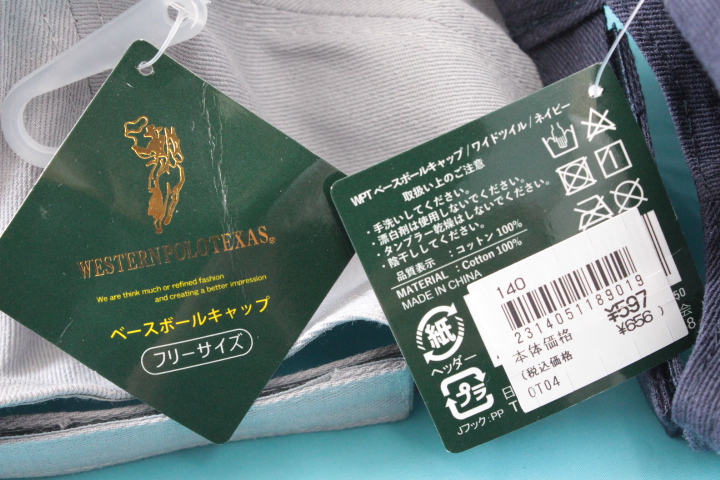 WESTERNPOLOTEXAS®
We are think much or refined fashion
and creating a better impression
ベースボールキャップ
フリーサイズ
WPT ベースボールキャップ/ワイドツイル/ネイビー
取扱い上のご注意
・手洗いしてください。
・漂白剤は使用しないでください。
・タンブラー乾燥はしないでください。
・陰干ししてください。
品質表示 : コットン 100%
MATERIAL : Cotton 100%
MADE IN CHINA
紙
ヘッダー
プラ
Jフック:PP
140
2314051189019
本体価格 ¥597
(税込価格 ¥656)
0T04
50
会
8